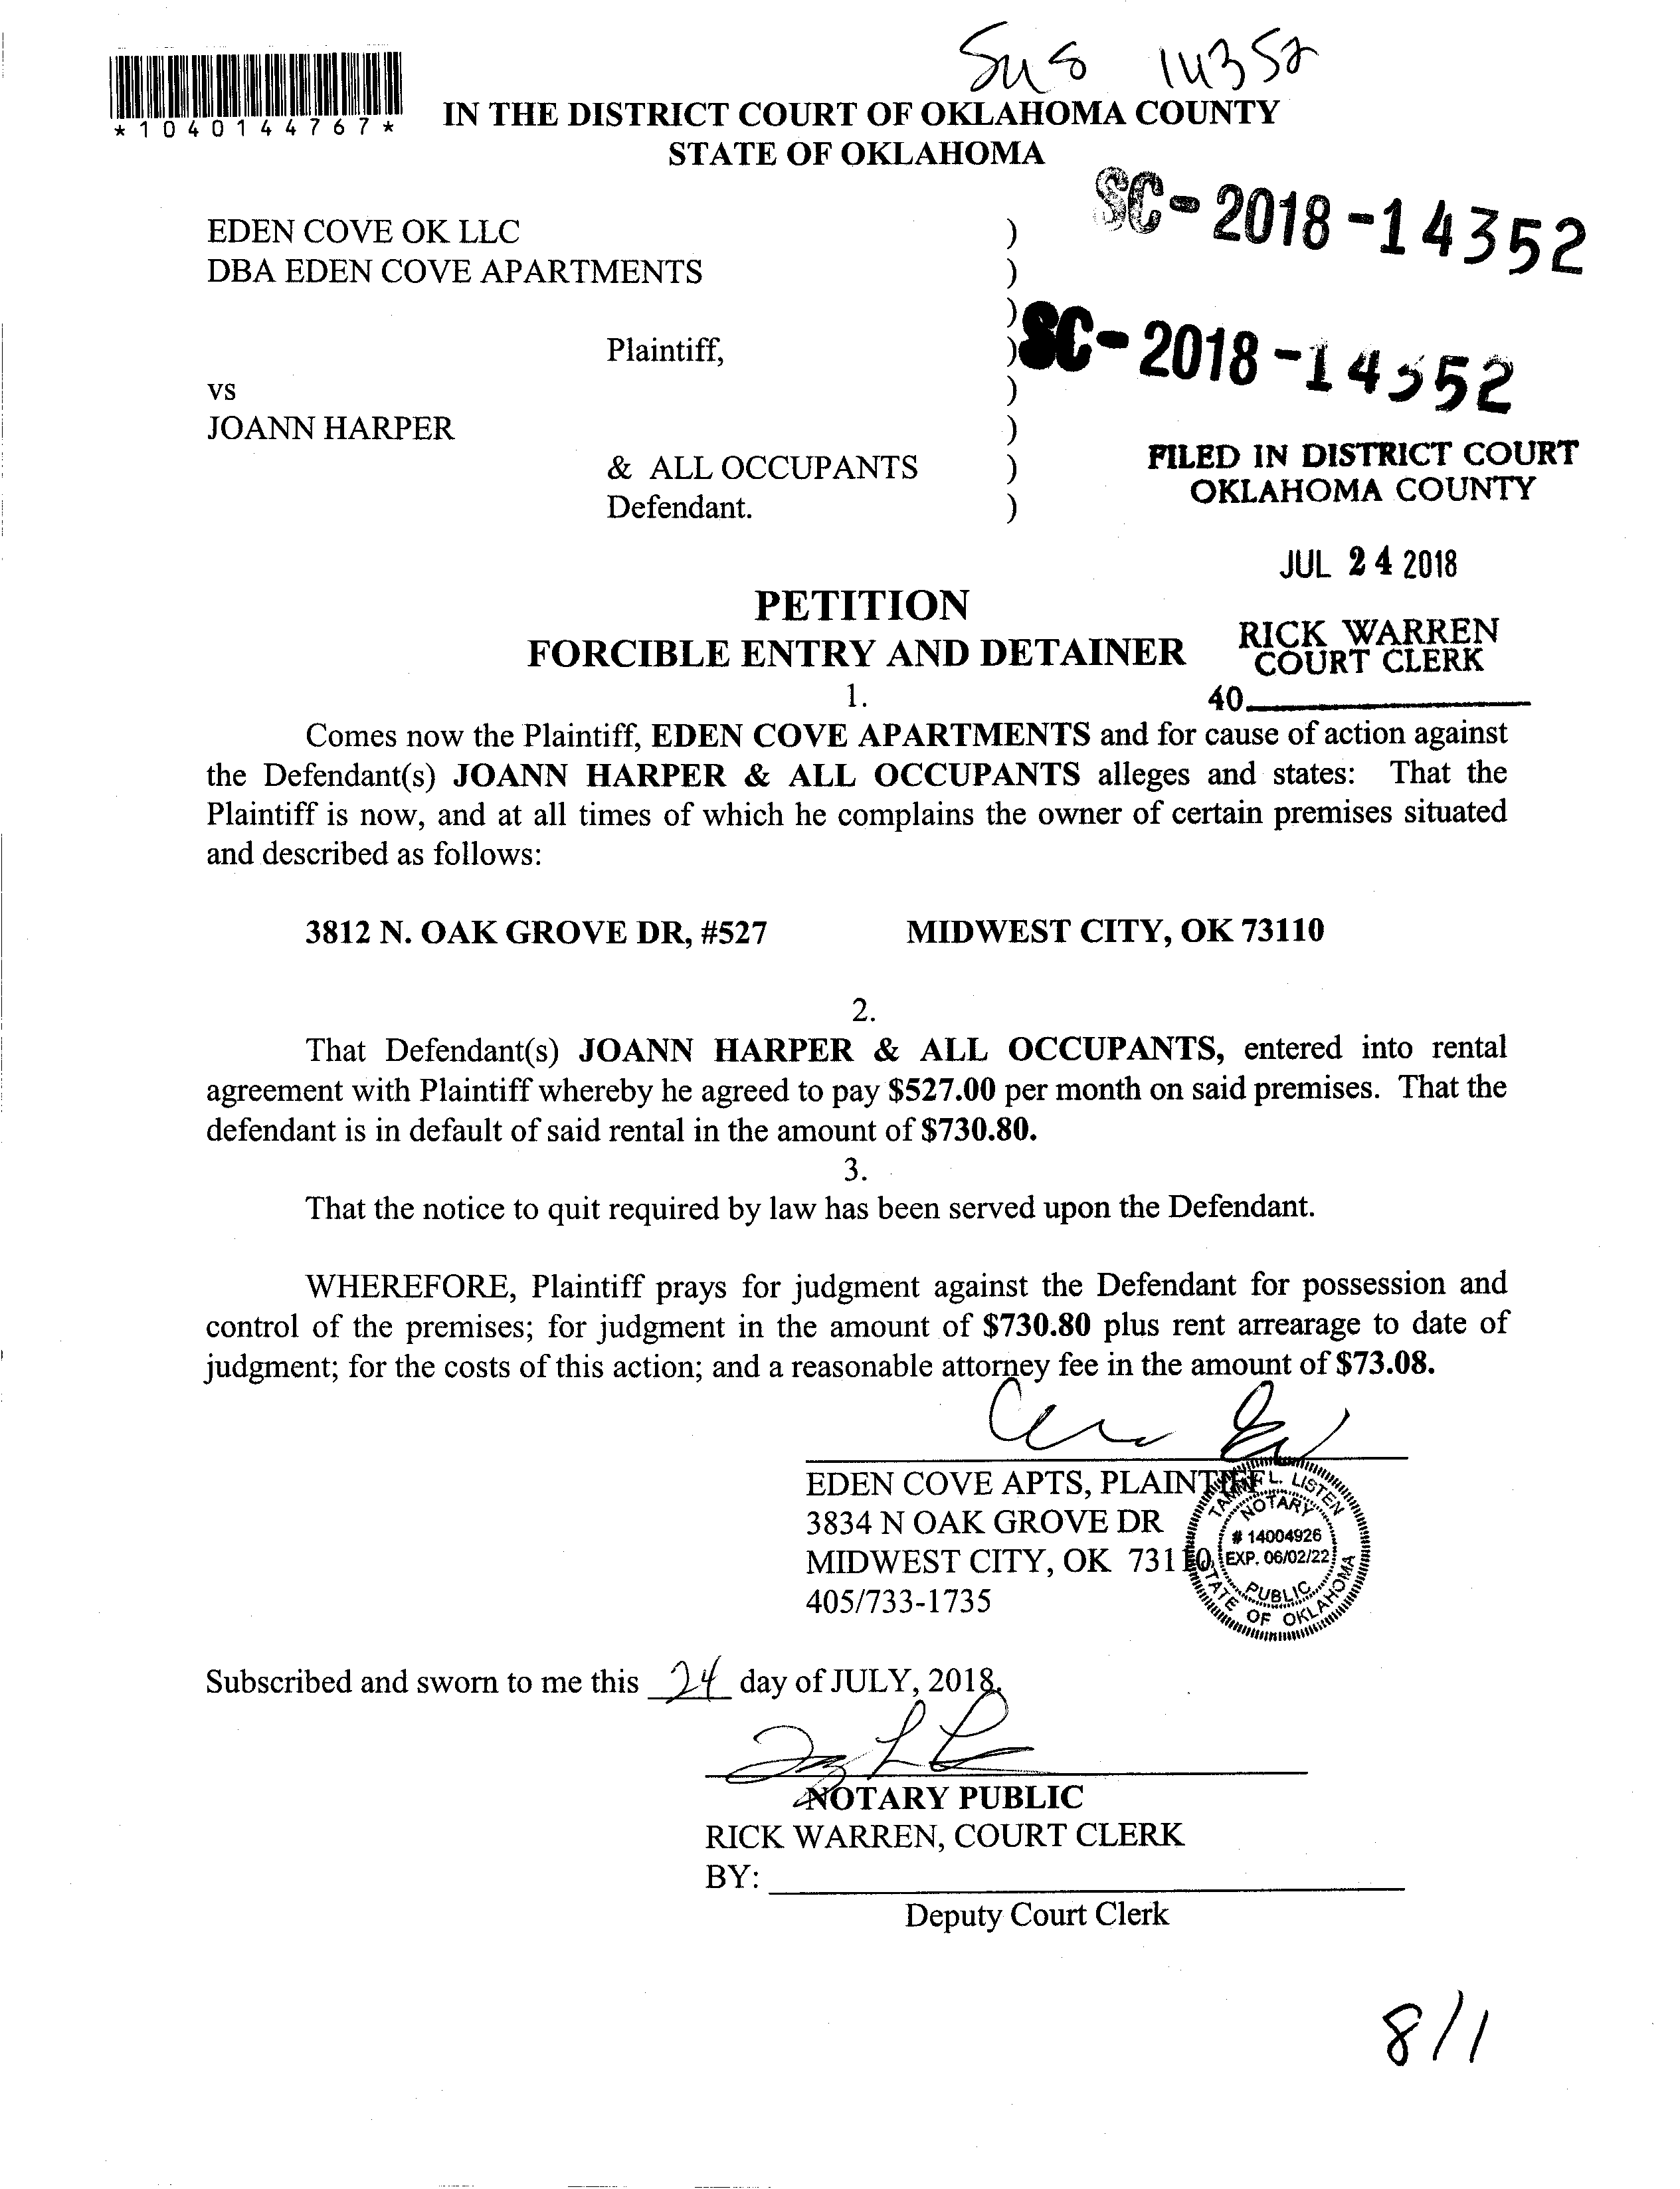 SC 14352
*1040144767*
IN THE DISTRICT COURT OF OKLAHOMA COUNTY
STATE OF OKLAHOMA
SC-2018-14352
EDEN COVE OK LLC )
DBA EDEN COVE APARTMENTS )
)
Plaintiff, )
SC-2018-14352
vs )
JOANN HARPER )
& ALL OCCUPANTS )
Defendant. )
FILED IN DISTRICT COURT
OKLAHOMA COUNTY
JUL 24 2018
PETITION
FORCIBLE ENTRY AND DETAINER
RICK WARREN
COURT CLERK
40
1.
Comes now the Plaintiff, EDEN COVE APARTMENTS and for cause of action against
the Defendant(s) JOANN HARPER & ALL OCCUPANTS alleges and states: That the
Plaintiff is now, and at all times of which he complains the owner of certain premises situated
and described as follows:
3812 N. OAK GROVE DR, #527 MIDWEST CITY, OK 73110
2.
That Defendant(s) JOANN HARPER & ALL OCCUPANTS, entered into rental
agreement with Plaintiff whereby he agreed to pay $527.00 per month on said premises. That the
defendant is in default of said rental in the amount of $730.80.
3.
That the notice to quit required by law has been served upon the Defendant.
WHEREFORE, Plaintiff prays for judgment against the Defendant for possession and
control of the premises; for judgment in the amount of $730.80 plus rent arrearage to date of
judgment; for the costs of this action; and a reasonable attorney fee in the amount of $73.08.
EDEN COVE APTS, PLAINTIFF
3834 N OAK GROVE DR
MIDWEST CITY, OK 73110
405/733-1735
L. LISTEN
NOTARY
# 14004926
EXP. 06/02/22
PUBLIC
STATE OF OKLAHOMA
Subscribed and sworn to me this 24 day of JULY, 2018.
NOTARY PUBLIC
RICK WARREN, COURT CLERK
BY:
Deputy Court Clerk
8/1